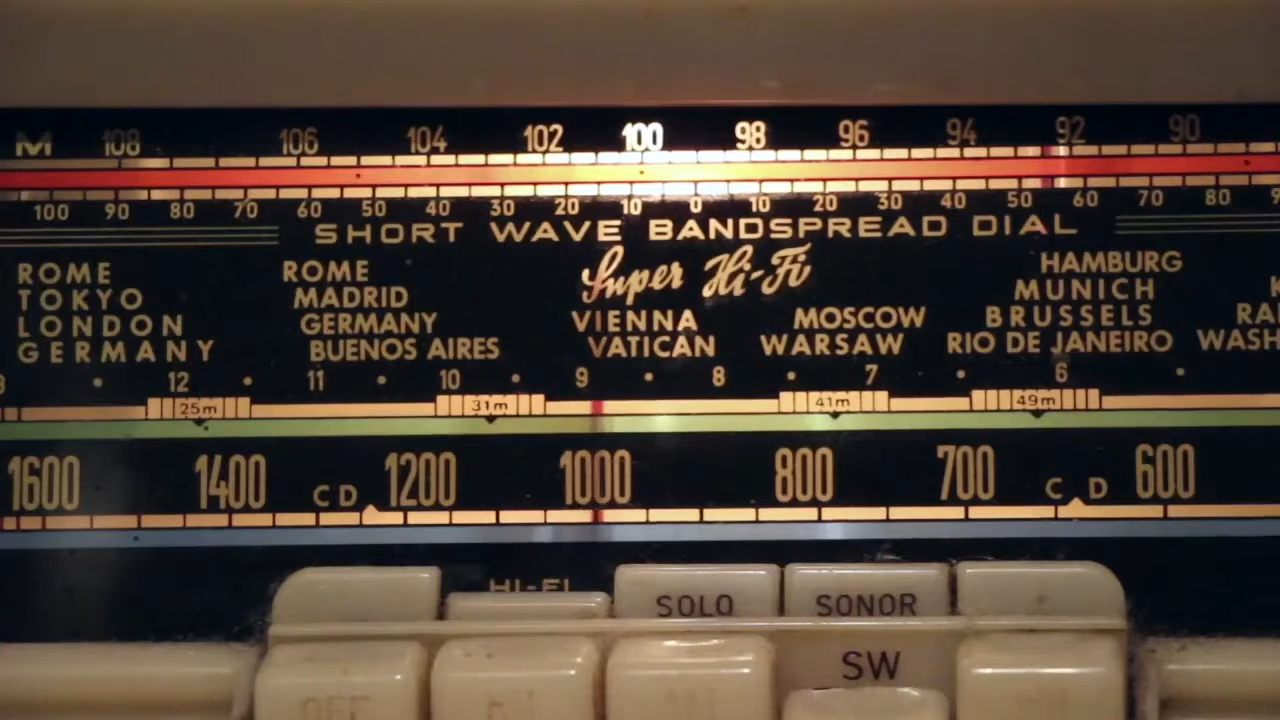 M 108 106 104 102 100 98 96 94 92 90
100 90 80 70 60 50 40 30 20 10 0 10 20 30 40 50 60 70 80
SHORT WAVE BANDSPREAD DIAL
Super Hi-Fi
ROME ROME HAMBURG
TOKYO MADRID MUNICH
LONDON GERMANY VIENNA MOSCOW BRUSSELS
GERMANY BUENOS AIRES VATICAN WARSAW RIO DE JANEIRO WASH
12 11 10 9 8 7 6
25m 31m 41m 49m
1600 1400 CD 1200 1000 800 700 C D 600
HI-FI
SOLO SONOR
SW
OFF